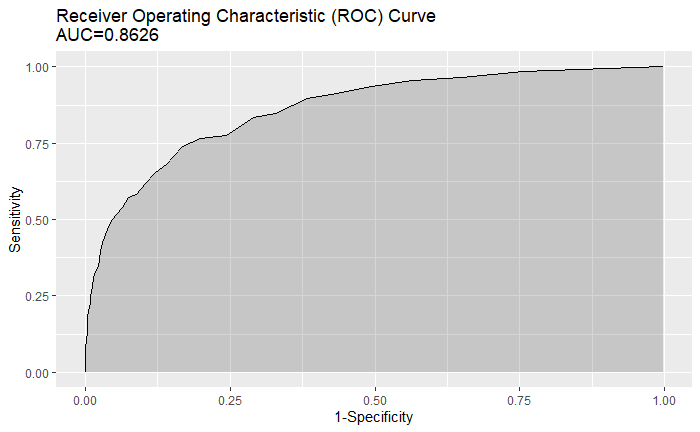 Receiver Operating Characteristic (ROC) Curve
AUC=0.8626
1.00
0.75
0.50
0.25
0.00
Sensitivity
0.00 0.25 0.50 0.75 1.00
1-Specificity